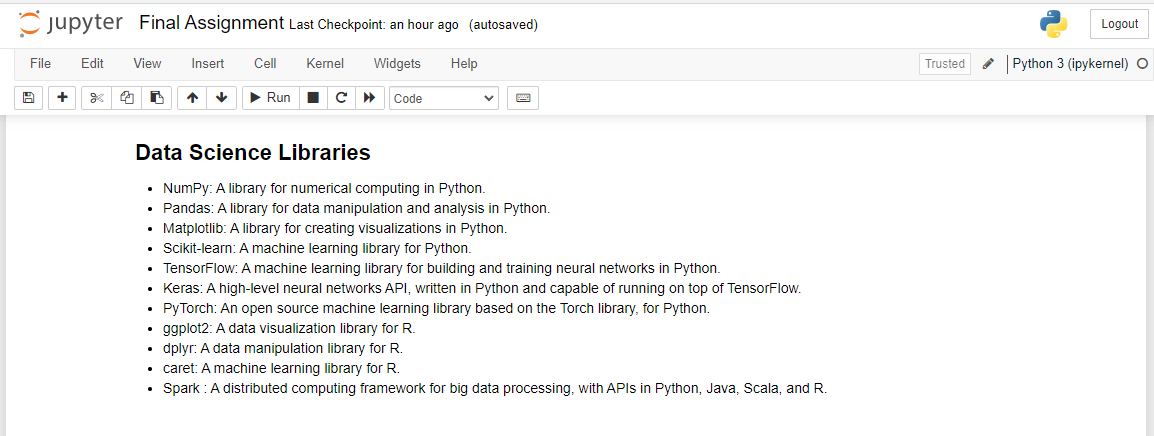 jupyter Final Assignment Last Checkpoint: an hour ago (autosaved) Logout
File Edit View Insert Cell Kernel Widgets Help Trusted Python 3 (ipykernel)
Run Code
Data Science Libraries
NumPy: A library for numerical computing in Python.
Pandas: A library for data manipulation and analysis in Python.
Matplotlib: A library for creating visualizations in Python.
Scikit-learn: A machine learning library for Python.
TensorFlow: A machine learning library for building and training neural networks in Python.
Keras: A high-level neural networks API, written in Python and capable of running on top of TensorFlow.
PyTorch: An open source machine learning library based on the Torch library, for Python.
ggplot2: A data visualization library for R.
dplyr: A data manipulation library for R.
caret: A machine learning library for R.
Spark : A distributed computing framework for big data processing, with APIs in Python, Java, Scala, and R.